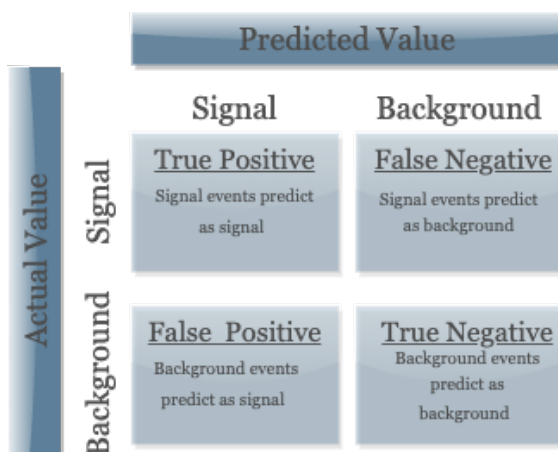 Predicted Value
Signal
Background
Actual Value
Signal
True Positive
Signal events predict
as signal
False Negative
Signal events predict
as background
Background
False Positive
Background events
predict as signal
True Negative
Background events
predict as
background